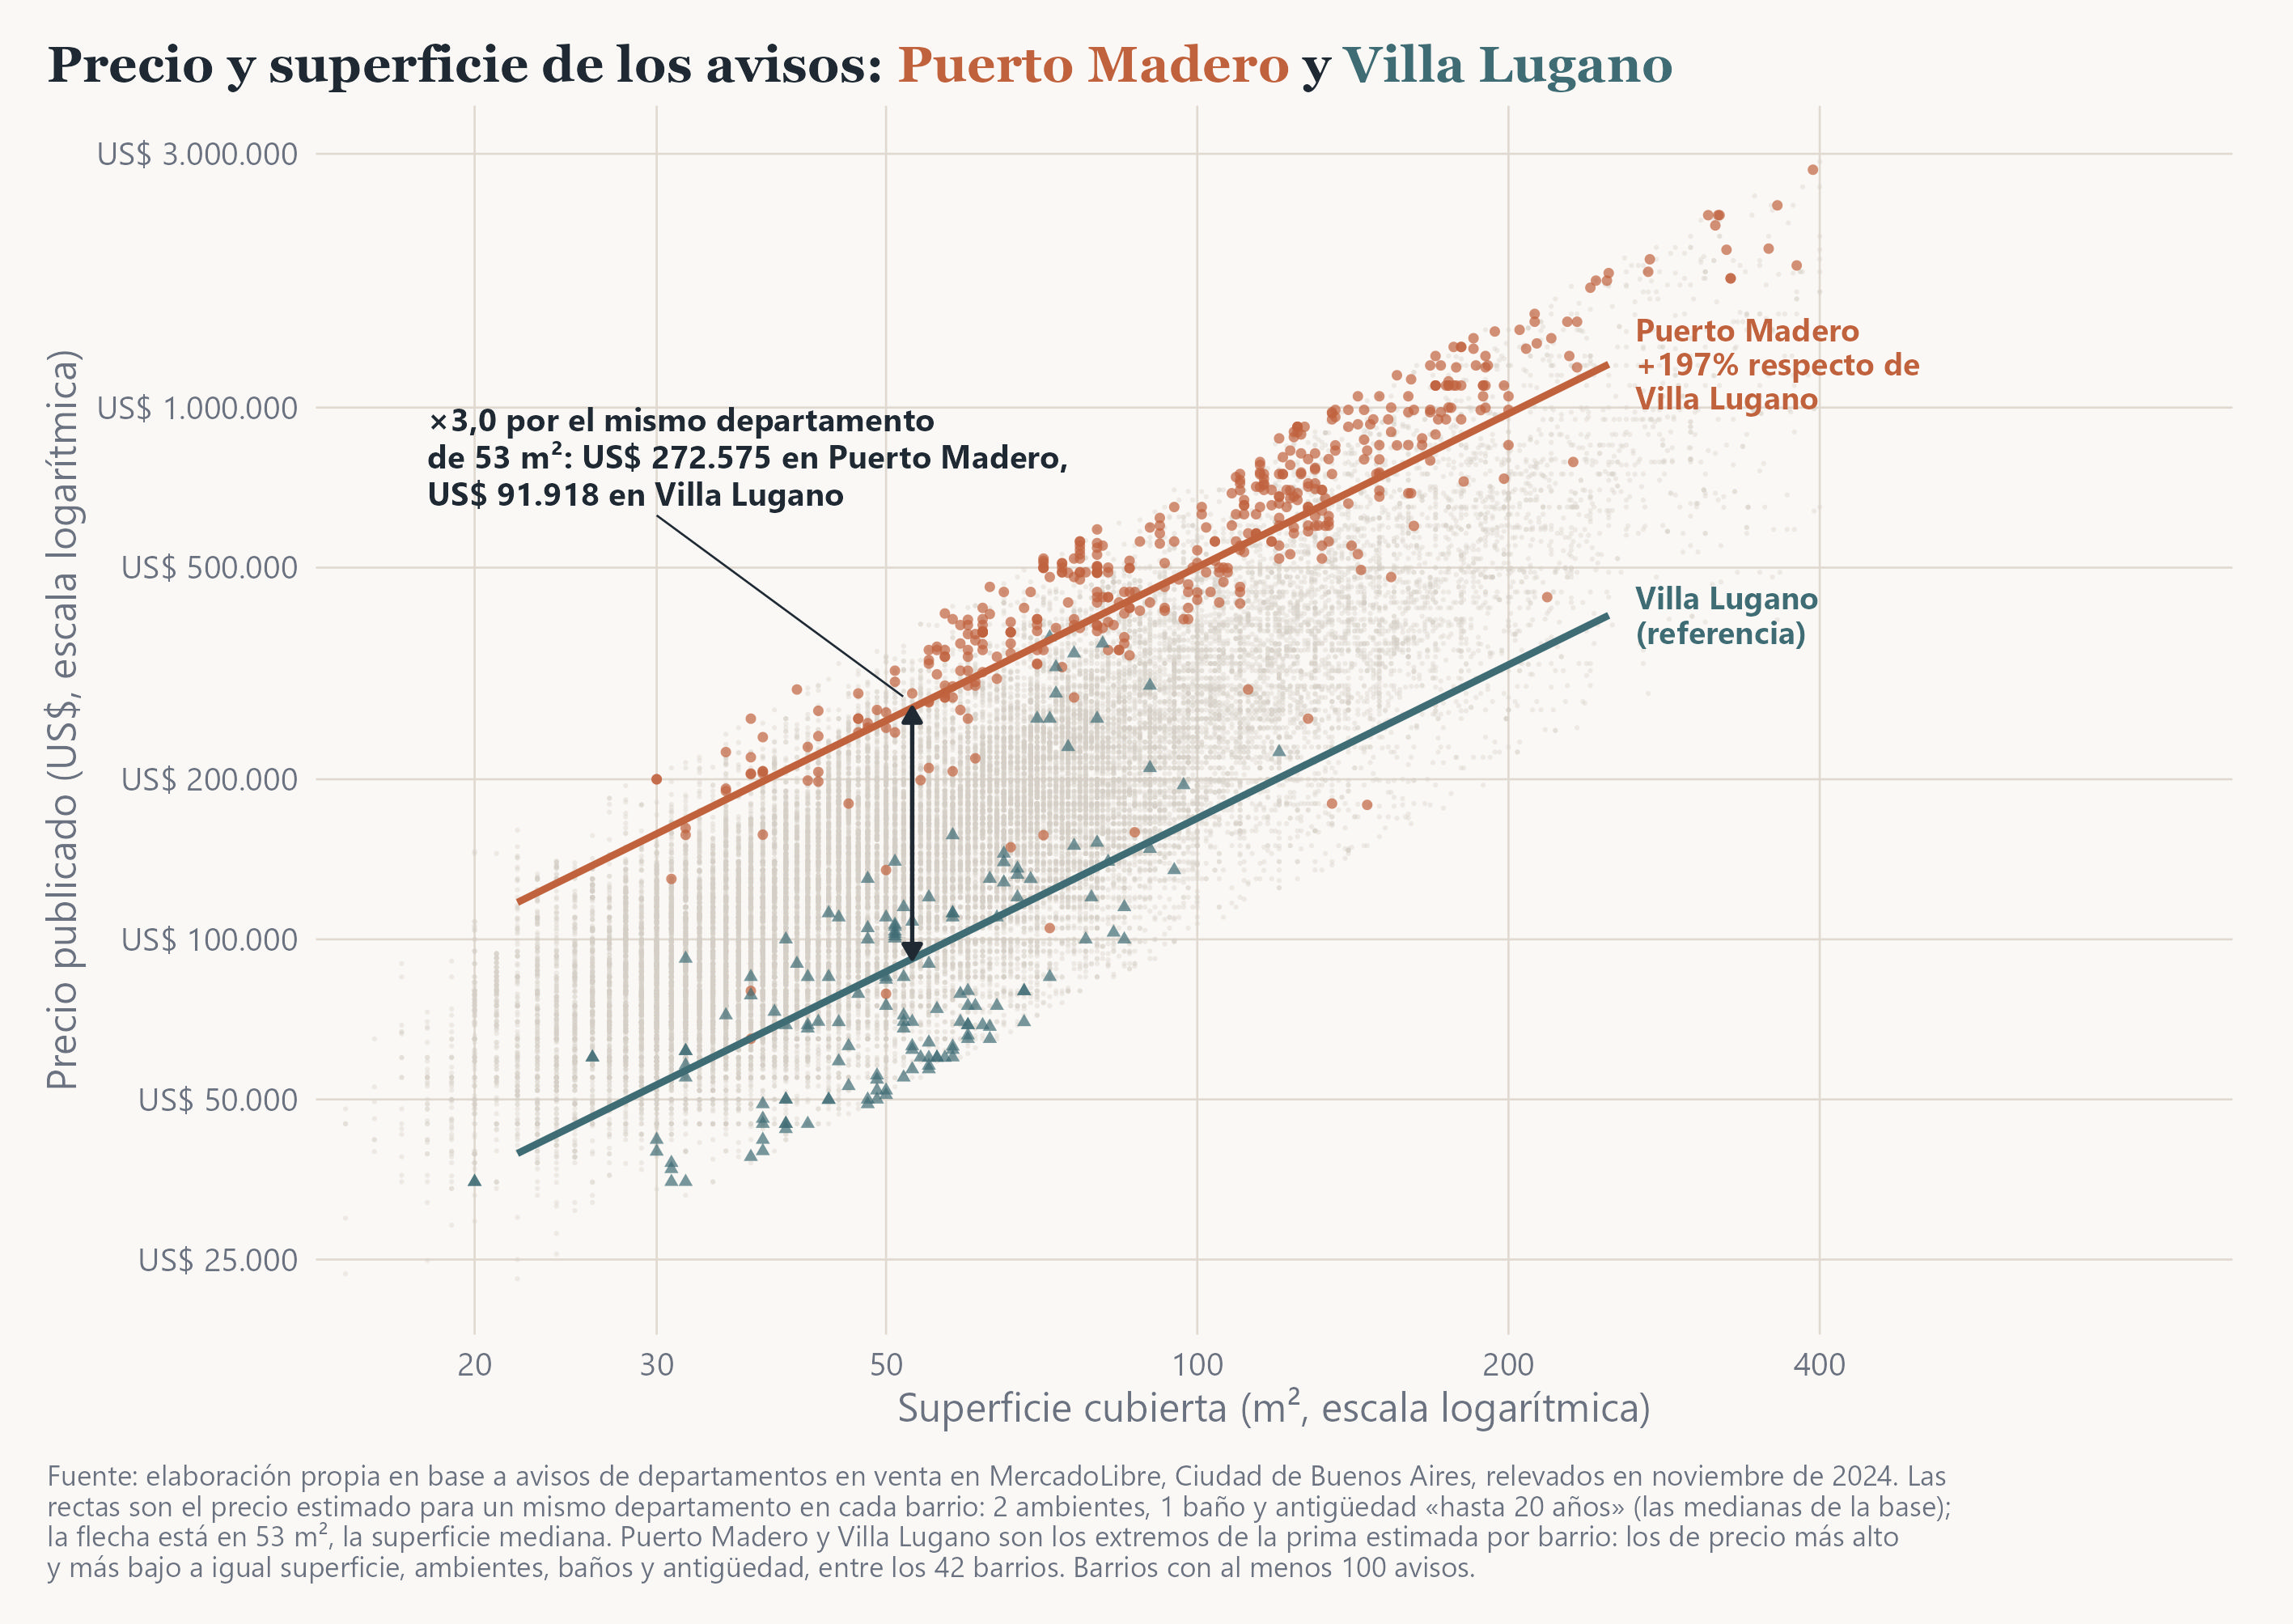 Precio y superficie de los avisos: Puerto Madero y Villa Lugano
Precio publicado (US$, escala logarítmica)
US$ 3.000.000
US$ 1.000.000
US$ 500.000
US$ 200.000
US$ 100.000
US$ 50.000
US$ 25.000
×3,0 por el mismo departamento
de 53 m²: US$ 272.575 en Puerto Madero,
US$ 91.918 en Villa Lugano
Puerto Madero
+197% respecto de
Villa Lugano
Villa Lugano
(referencia)
20
30
50
100
200
400
Superficie cubierta (m², escala logarítmica)
Fuente: elaboración propia en base a avisos de departamentos en venta en MercadoLibre, Ciudad de Buenos Aires, relevados en noviembre de 2024. Las
rectas son el precio estimado para un mismo departamento en cada barrio: 2 ambientes, 1 baño y antigüedad «hasta 20 años» (las medianas de la base);
la flecha está en 53 m², la superficie mediana. Puerto Madero y Villa Lugano son los extremos de la prima estimada por barrio: los de precio más alto
y más bajo a igual superficie, ambientes, baños y antigüedad, entre los 42 barrios. Barrios con al menos 100 avisos.